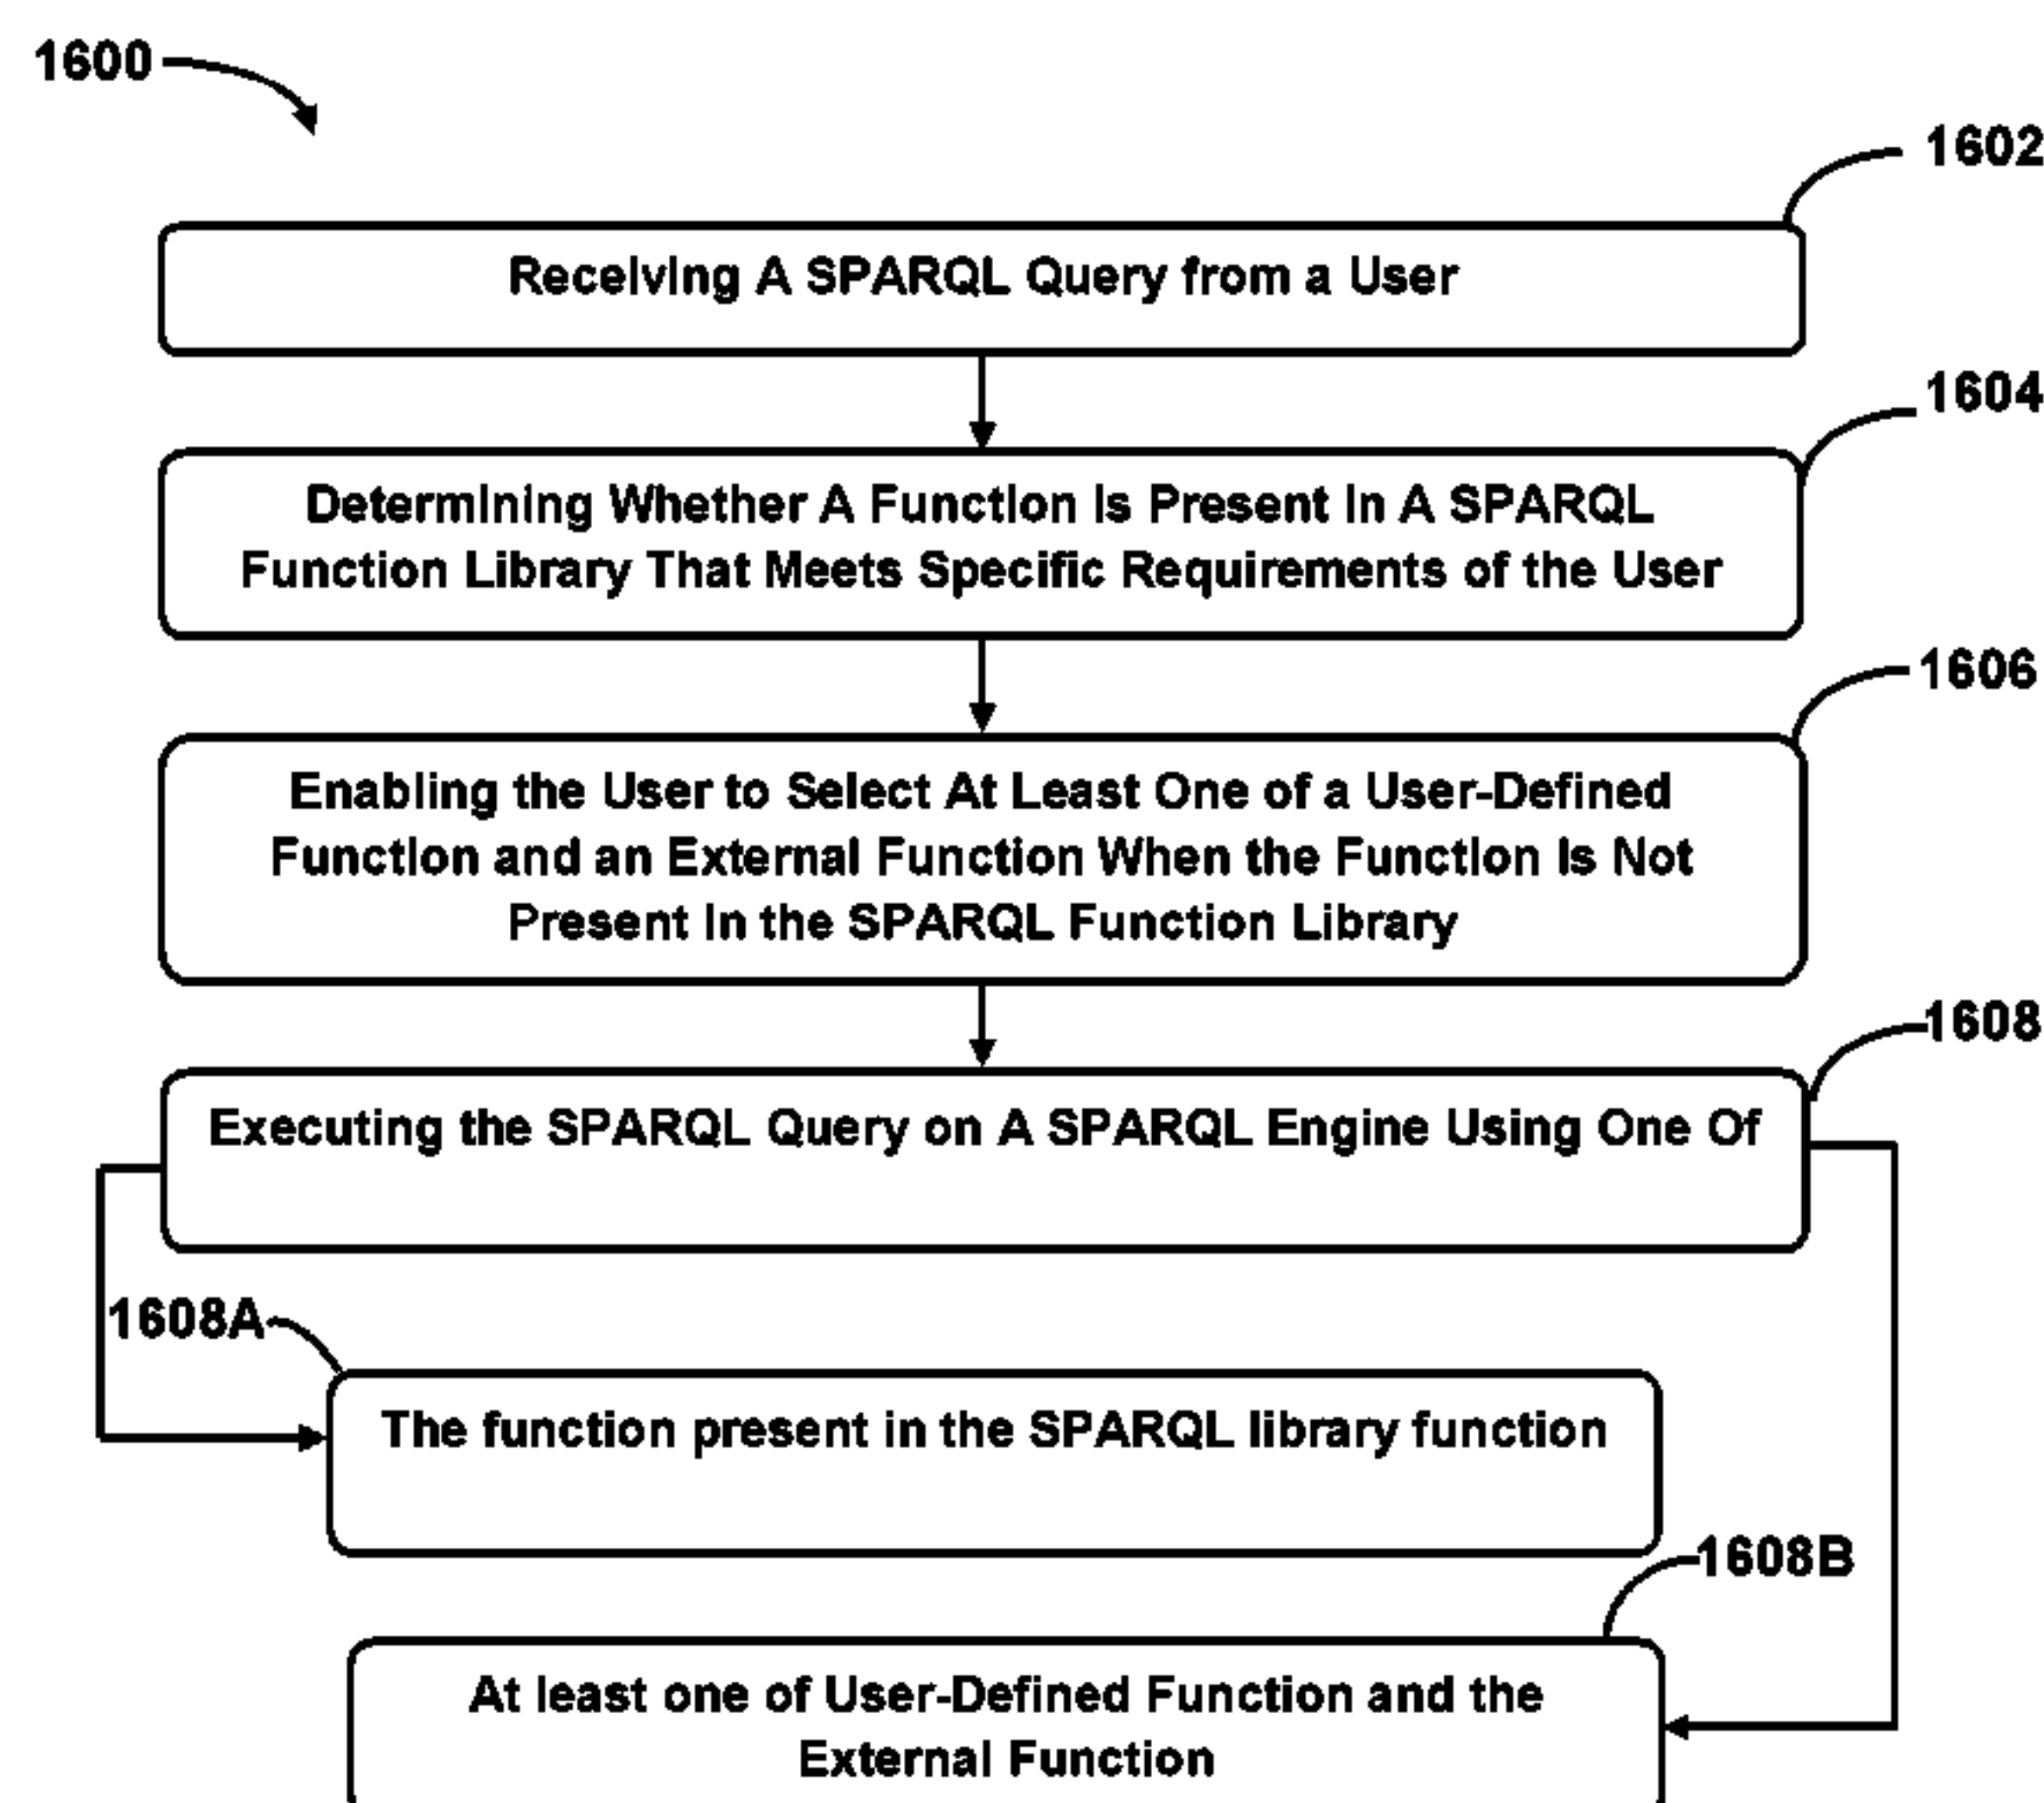 1600
1602
Receiving A SPARQL Query from a User
1604
Determining Whether A Function Is Present In A SPARQL
Function Library That Meets Specific Requirements of the User
1606
Enabling the User to Select At Least One of a User-Defined
Function and an External Function When the Function Is Not
Present In the SPARQL Function Library
1608
Executing the SPARQL Query on A SPARQL Engine Using One Of
1608A
The function present in the SPARQL library function
1608B
At least one of User-Defined Function and the
External Function